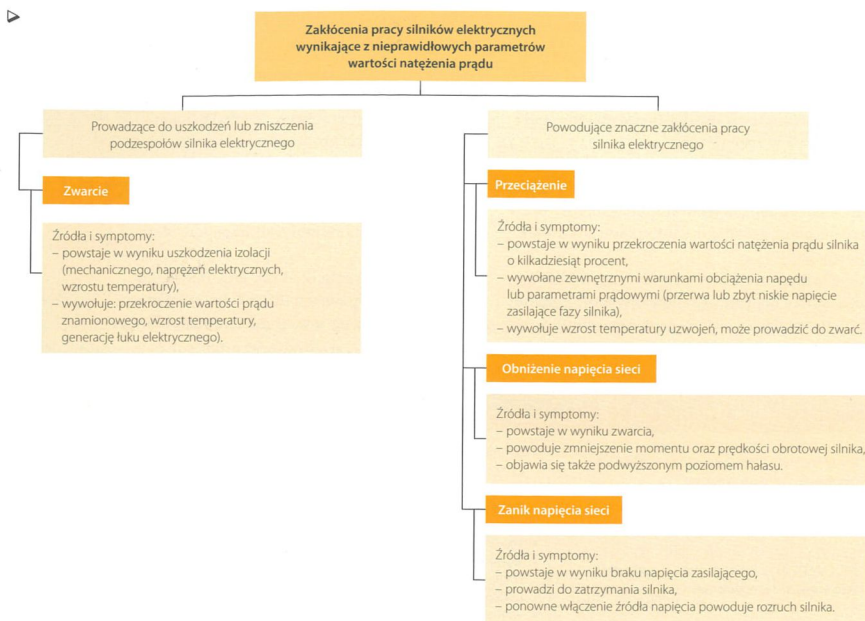 Zakłócenia pracy silników elektrycznych
wynikające z nieprawidłowych parametrów
wartości natężenia prądu
Prowadzące do uszkodzeń lub zniszczenia
podzespołów silnika elektrycznego
Zwarcie
Źródła i symptomy:
– powstaje w wyniku uszkodzenia izolacji
(mechanicznego, naprężeń elektrycznych,
wzrostu temperatury),
– wywołuje: przekroczenie wartości prądu
znamionowego, wzrost temperatury,
generację łuku elektrycznego).
Powodujące znaczne zakłócenia pracy
silnika elektrycznego
Przeciążenie
Źródła i symptomy:
– powstaje w wyniku przekroczenia wartości natężenia prądu silnika
o kilkadziesiąt procent,
– wywołane zewnętrznymi warunkami obciążenia napędu
lub parametrami prądowymi (przerwa lub zbyt niskie napięcie
zasilające fazy silnika),
– wywołuje wzrost temperatury uzwojeń, może prowadzić do zwarć.
Obniżenie napięcia sieci
Źródła i symptomy:
– powstaje w wyniku zwarcia,
– powoduje zmniejszenie momentu oraz prędkości obrotowej silnika,
– objawia się także podwyższonym poziomem hałasu.
Zanik napięcia sieci
Źródła i symptomy:
– powstaje w wyniku braku napięcia zasilającego,
– prowadzi do zatrzymania silnika,
– ponowne włączenie źródła napięcia powoduje rozruch silnika.